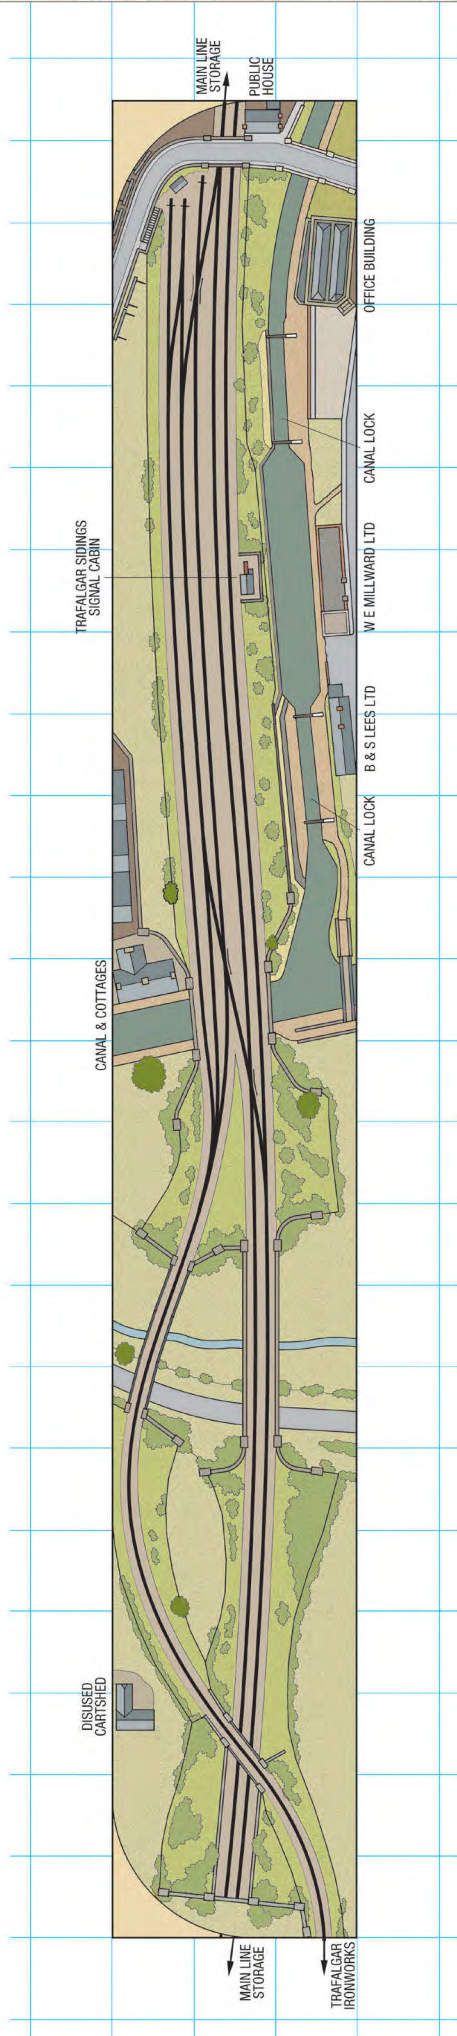 MAIN LINE
STORAGE
PUBLIC
HOUSE
OFFICE BUILDING
CANAL LOCK
TRAFALGAR SIDINGS
SIGNAL CABIN
W E MILLWARD LTD
B & S LEES LTD
CANAL LOCK
CANAL & COTTAGES
DISUSED
CARTSHED
MAIN LINE
STORAGE
TRAFALGAR
IRONWORKS